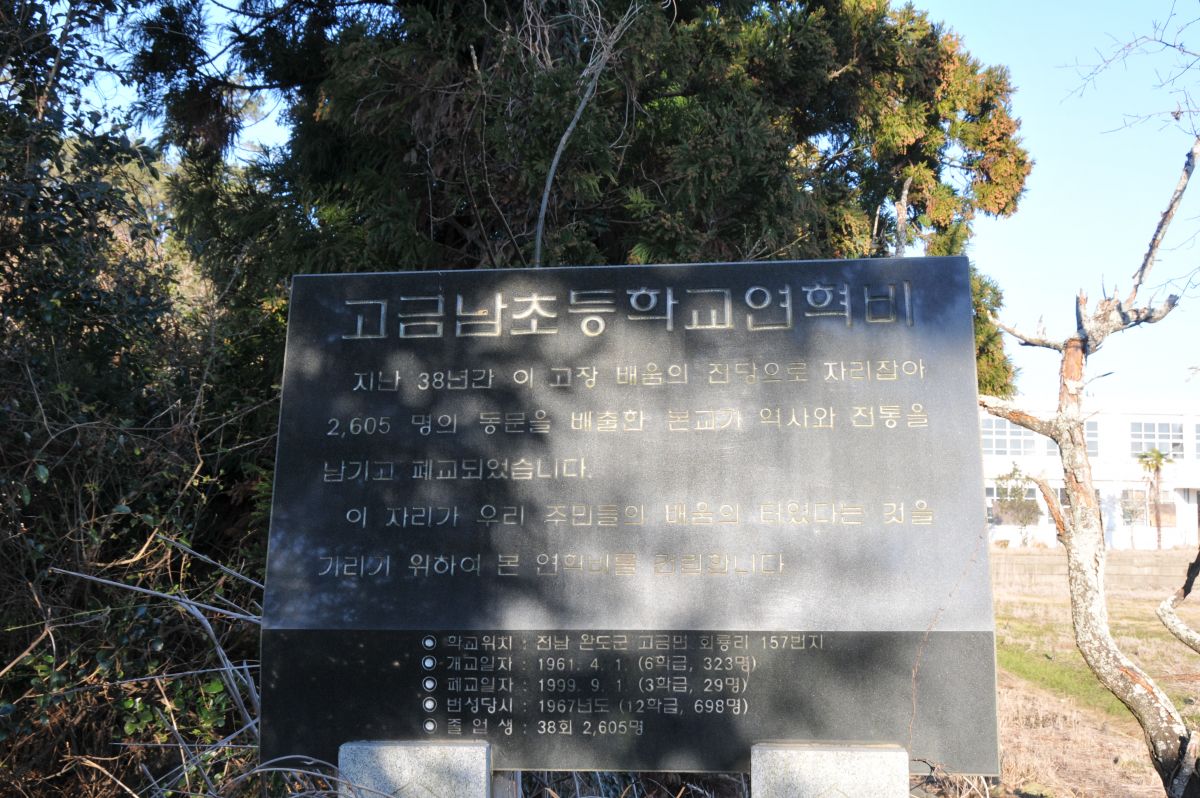 고금남초등학교연혁비
지난 38년간 이 고장 배움의 전당으로 자리잡아
2,605 명의 동문을 배출한 본교가 역사와 전통을
남기고 폐교되었습니다.
이 자리가 우리 주민들의 배움의 터였다는 것을
기리기 위하여 본 연혁비를 건립합니다
◉ 학교위치 : 전남 완도군 고금면 회룡리 157번지
◉ 개교일자 : 1961. 4. 1. (6학급, 323명)
◉ 폐교일자 : 1999. 9. 1. (3학급, 29명)
◉ 번성당시 : 1967년도 (12학급, 698명)
◉ 졸 업 생 : 38회 2,605명